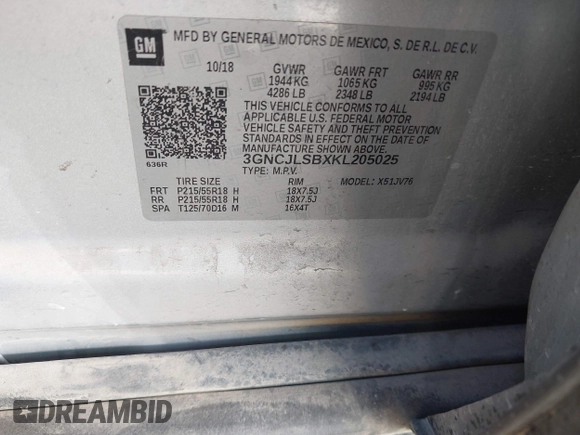 GM
MFD BY GENERAL MOTORS DE MEXICO, S. DE R.L. DE C.V.
10/18 GVWR GAWR FRT GAWR RR
1944 KG 1065 KG 995 KG
4286 LB 2348 LB 2194 LB
THIS VEHICLE CONFORMS TO ALL
APPLICABLE U.S. FEDERAL MOTOR
VEHICLE SAFETY AND THEFT PREVENTION
STANDARDS IN EFFECT ON THE DATE OF
MANUFACTURE SHOWN ABOVE.
3GNCJLSBXKL205025
636R TYPE: M.P.V.
TIRE SIZE RIM MODEL: X51JV76
FRT P215/55R18 H 18X7.5J
RR P215/55R18 H 18X7.5J
SPA T125/70D16 M 16X4T
DREAMBID